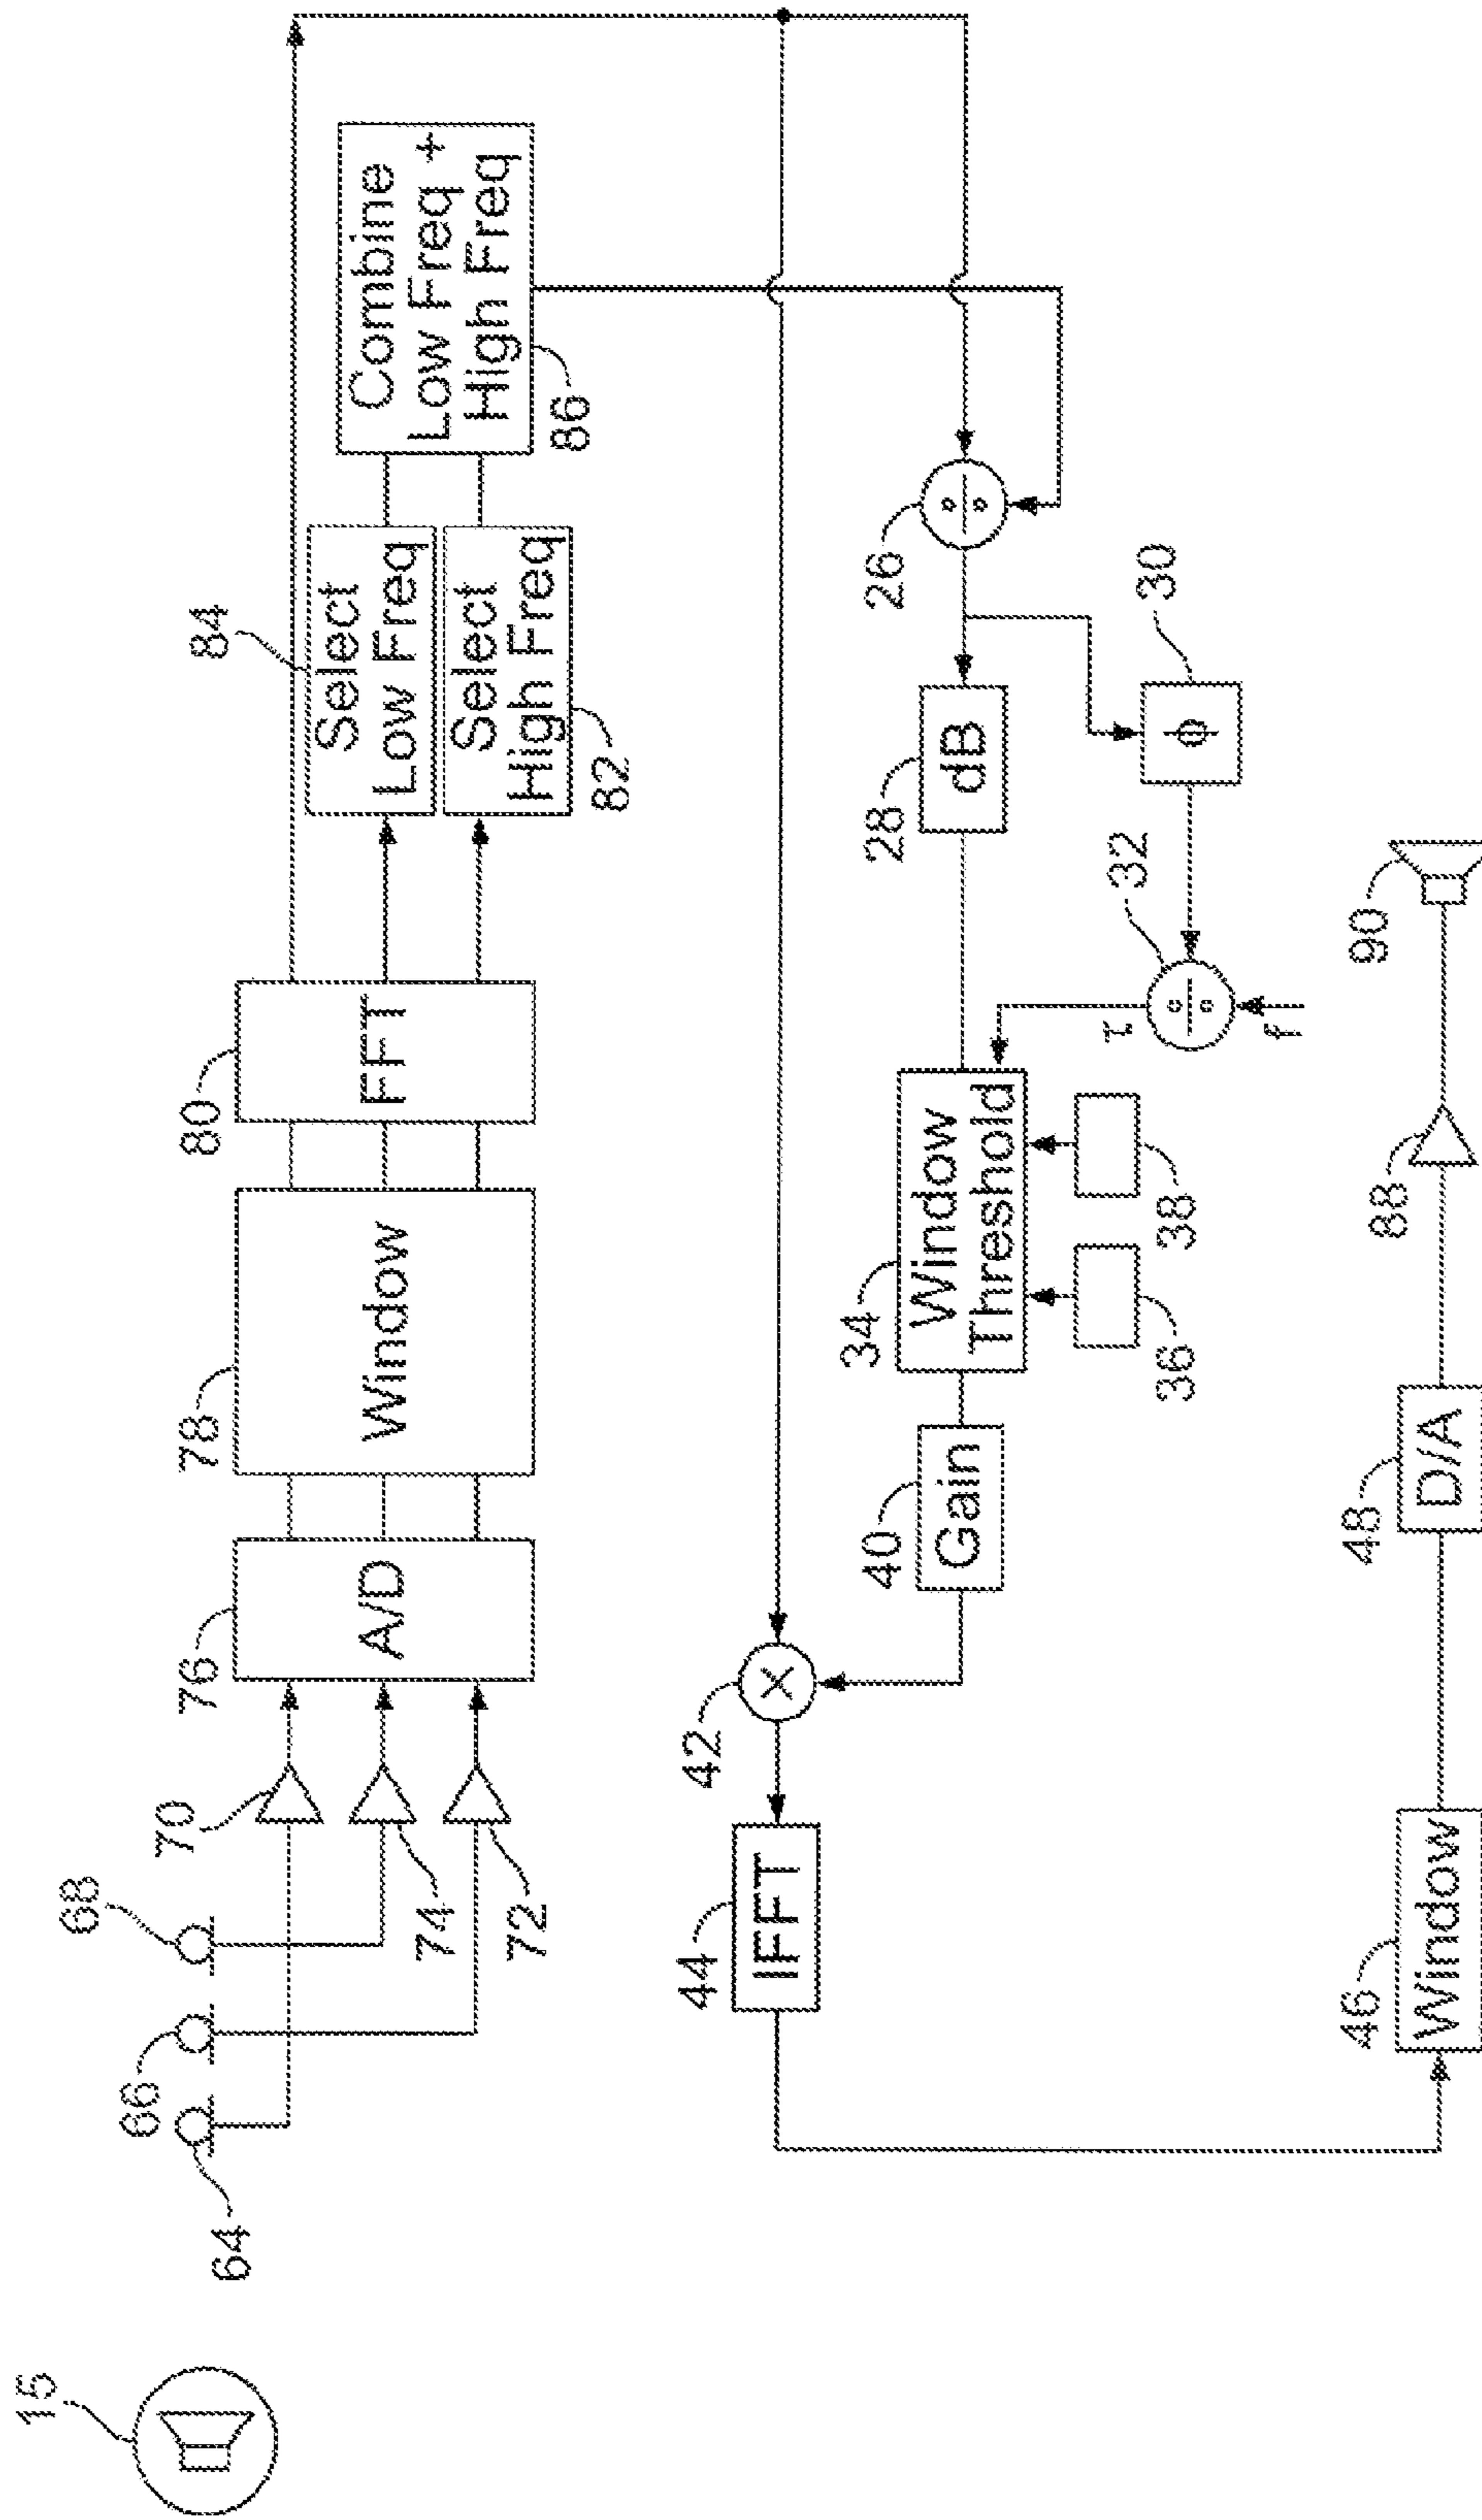 15
64
66
68
70
74
72
76
A/D
78
Window
80
FFT
84
Select
Low Freq
Select
High Freq
82
Combine
Low Freq +
High Freq
86
42
×
44
IFFT
40
Gain
34
Window
Threshold
36
38
28
dB
26
÷
30
ϕ
32
÷
τ
f
46
Window
48
D/A
88
90